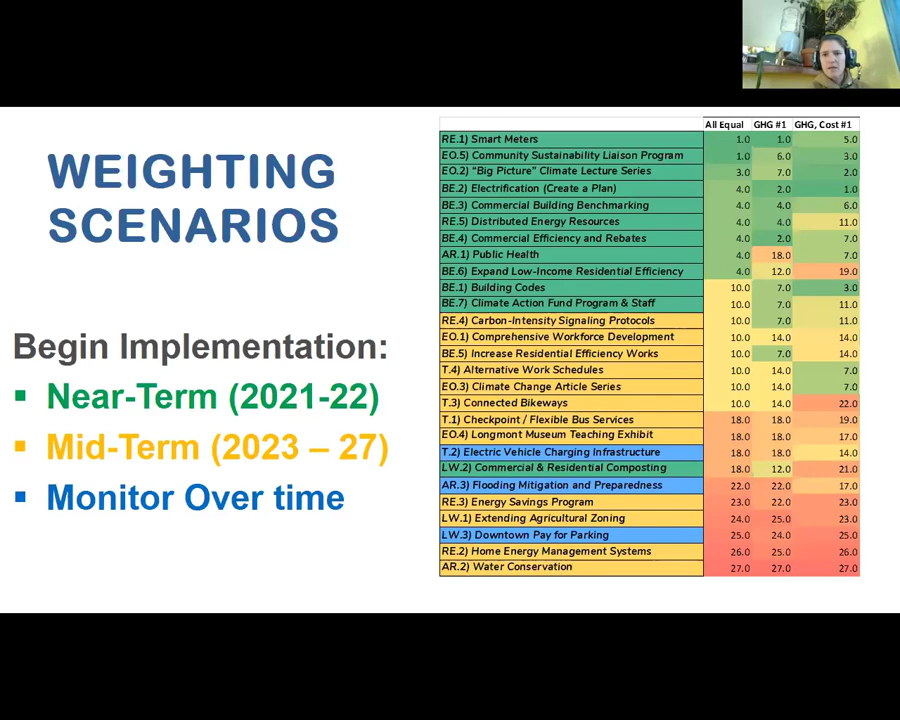 WEIGHTING
SCENARIOS
Begin Implementation:
▪ Near-Term (2021-22)
▪ Mid-Term (2023 – 27)
▪ Monitor Over time
All Equal GHG #1 GHG, Cost #1
RE.1) Smart Meters 1.0 1.0 5.0
EO.5) Community Sustainability Liaison Program 1.0 6.0 3.0
EO.2) “Big Picture” Climate Lecture Series 3.0 7.0 2.0
BE.2) Electrification (Create a Plan) 4.0 2.0 1.0
BE.3) Commercial Building Benchmarking 4.0 4.0 6.0
RE.5) Distributed Energy Resources 4.0 4.0 11.0
BE.4) Commercial Efficiency and Rebates 4.0 2.0 7.0
AR.1) Public Health 4.0 18.0 7.0
BE.6) Expand Low-Income Residential Efficiency 4.0 12.0 19.0
BE.1) Building Codes 10.0 7.0 3.0
BE.7) Climate Action Fund Program & Staff 10.0 7.0 11.0
RE.4) Carbon-Intensity Signaling Protocols 10.0 7.0 11.0
EO.1) Comprehensive Workforce Development 10.0 14.0 14.0
BE.5) Increase Residential Efficiency Works 10.0 7.0 14.0
T.4) Alternative Work Schedules 10.0 14.0 7.0
EO.3) Climate Change Article Series 10.0 14.0 7.0
T.3) Connected Bikeways 10.0 14.0 22.0
T.1) Checkpoint / Flexible Bus Services 18.0 18.0 19.0
EO.4) Longmont Museum Teaching Exhibit 18.0 18.0 17.0
T.2) Electric Vehicle Charging Infrastructure 18.0 18.0 14.0
LW.2) Commercial & Residential Composting 18.0 12.0 21.0
AR.3) Flooding Mitigation and Preparedness 22.0 22.0 17.0
RE.3) Energy Savings Program 23.0 22.0 23.0
LW.1) Extending Agricultural Zoning 24.0 25.0 23.0
LW.3) Downtown Pay for Parking 25.0 24.0 25.0
RE.2) Home Energy Management Systems 26.0 25.0 26.0
AR.2) Water Conservation 27.0 27.0 27.0